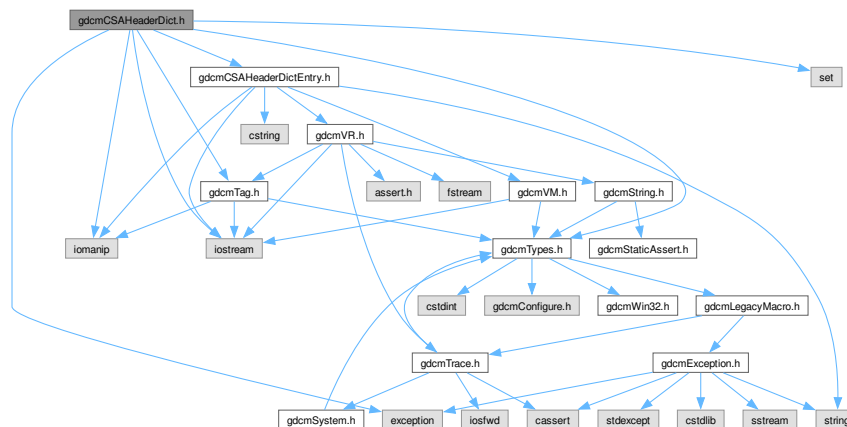 gdcmCSAHeaderDict.h
gdcmCSAHeaderDictEntry.h
set
cstring
gdcmVR.h
gdcmTag.h
assert.h
fstream
gdcmVM.h
gdcmString.h
iomanip
iostream
gdcmTypes.h
gdcmStaticAssert.h
cstdint
gdcmConfigure.h
gdcmWin32.h
gdcmLegacyMacro.h
gdcmTrace.h
gdcmException.h
gdcmSystem.h
exception
iosfwd
cassert
stdexcept
cstdlib
sstream
string